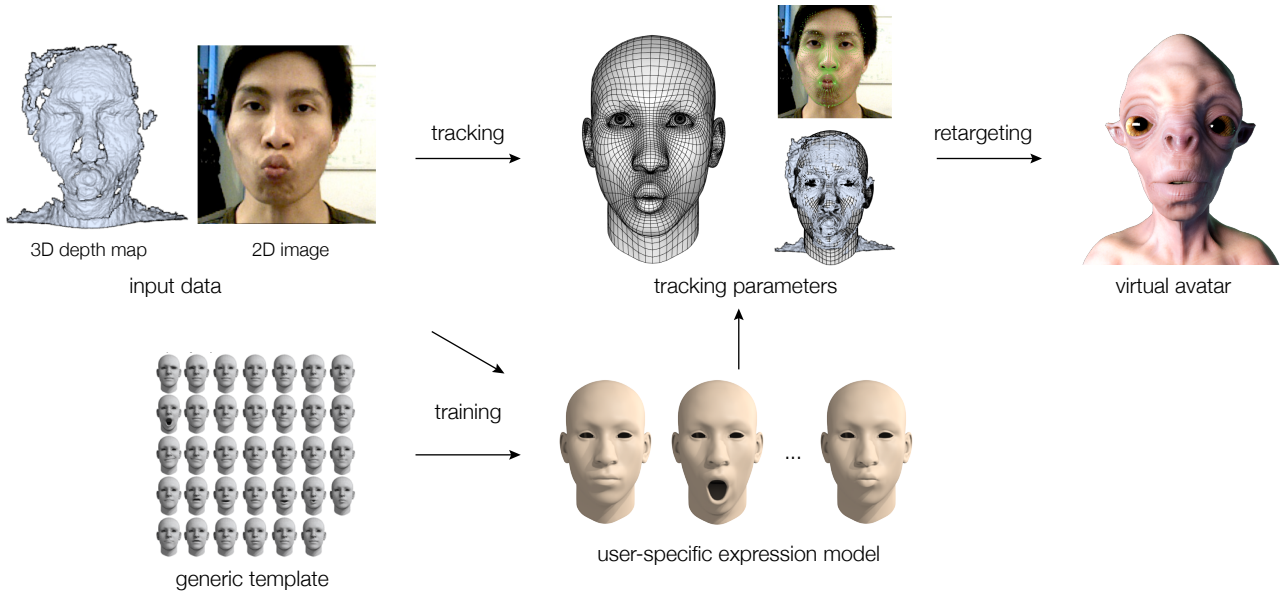 tracking
retargeting
3D depth map
2D image
input data
tracking parameters
virtual avatar
training
...
user-specific expression model
generic template